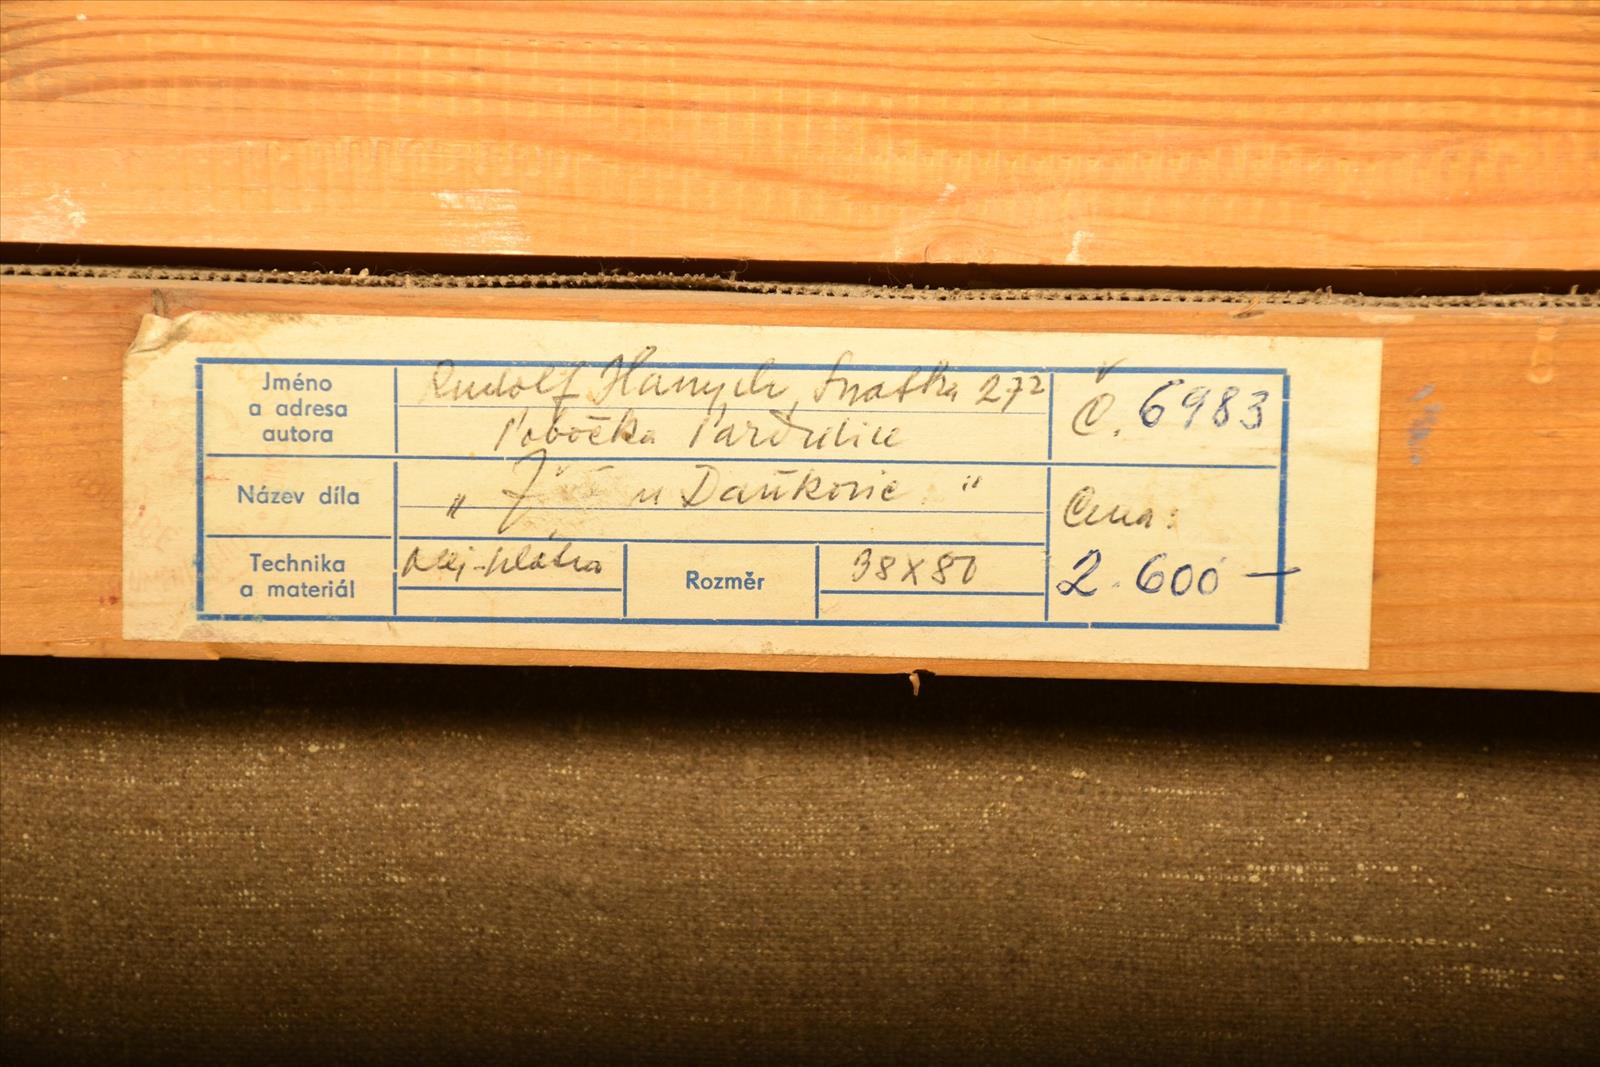 Jméno
a adresa
autora
Rudolf Hanych, Svratka 272
Pobočka Pardubice
Č. 6983
Název díla
„ u Daňkovic "
Cena:
2.600 —
Technika
a materiál
olej-plátno
Rozměr
38x80